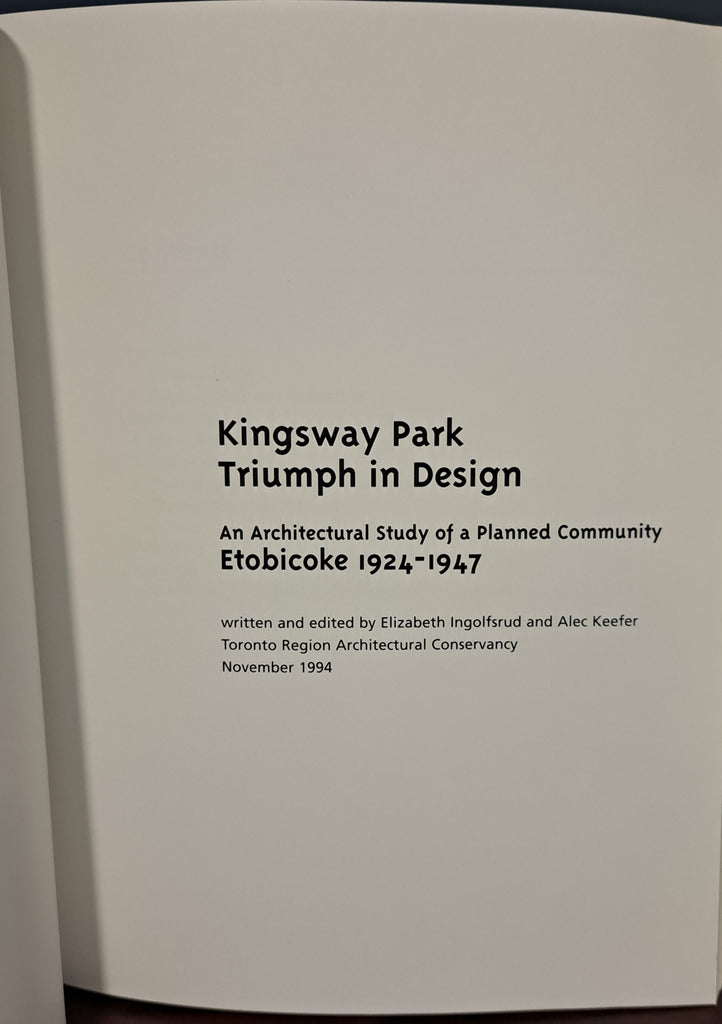 Kingsway Park
Triumph in Design
An Architectural Study of a Planned Community
Etobicoke 1924-1947
written and edited by Elizabeth Ingolfsrud and Alec Keefer
Toronto Region Architectural Conservancy
November 1994